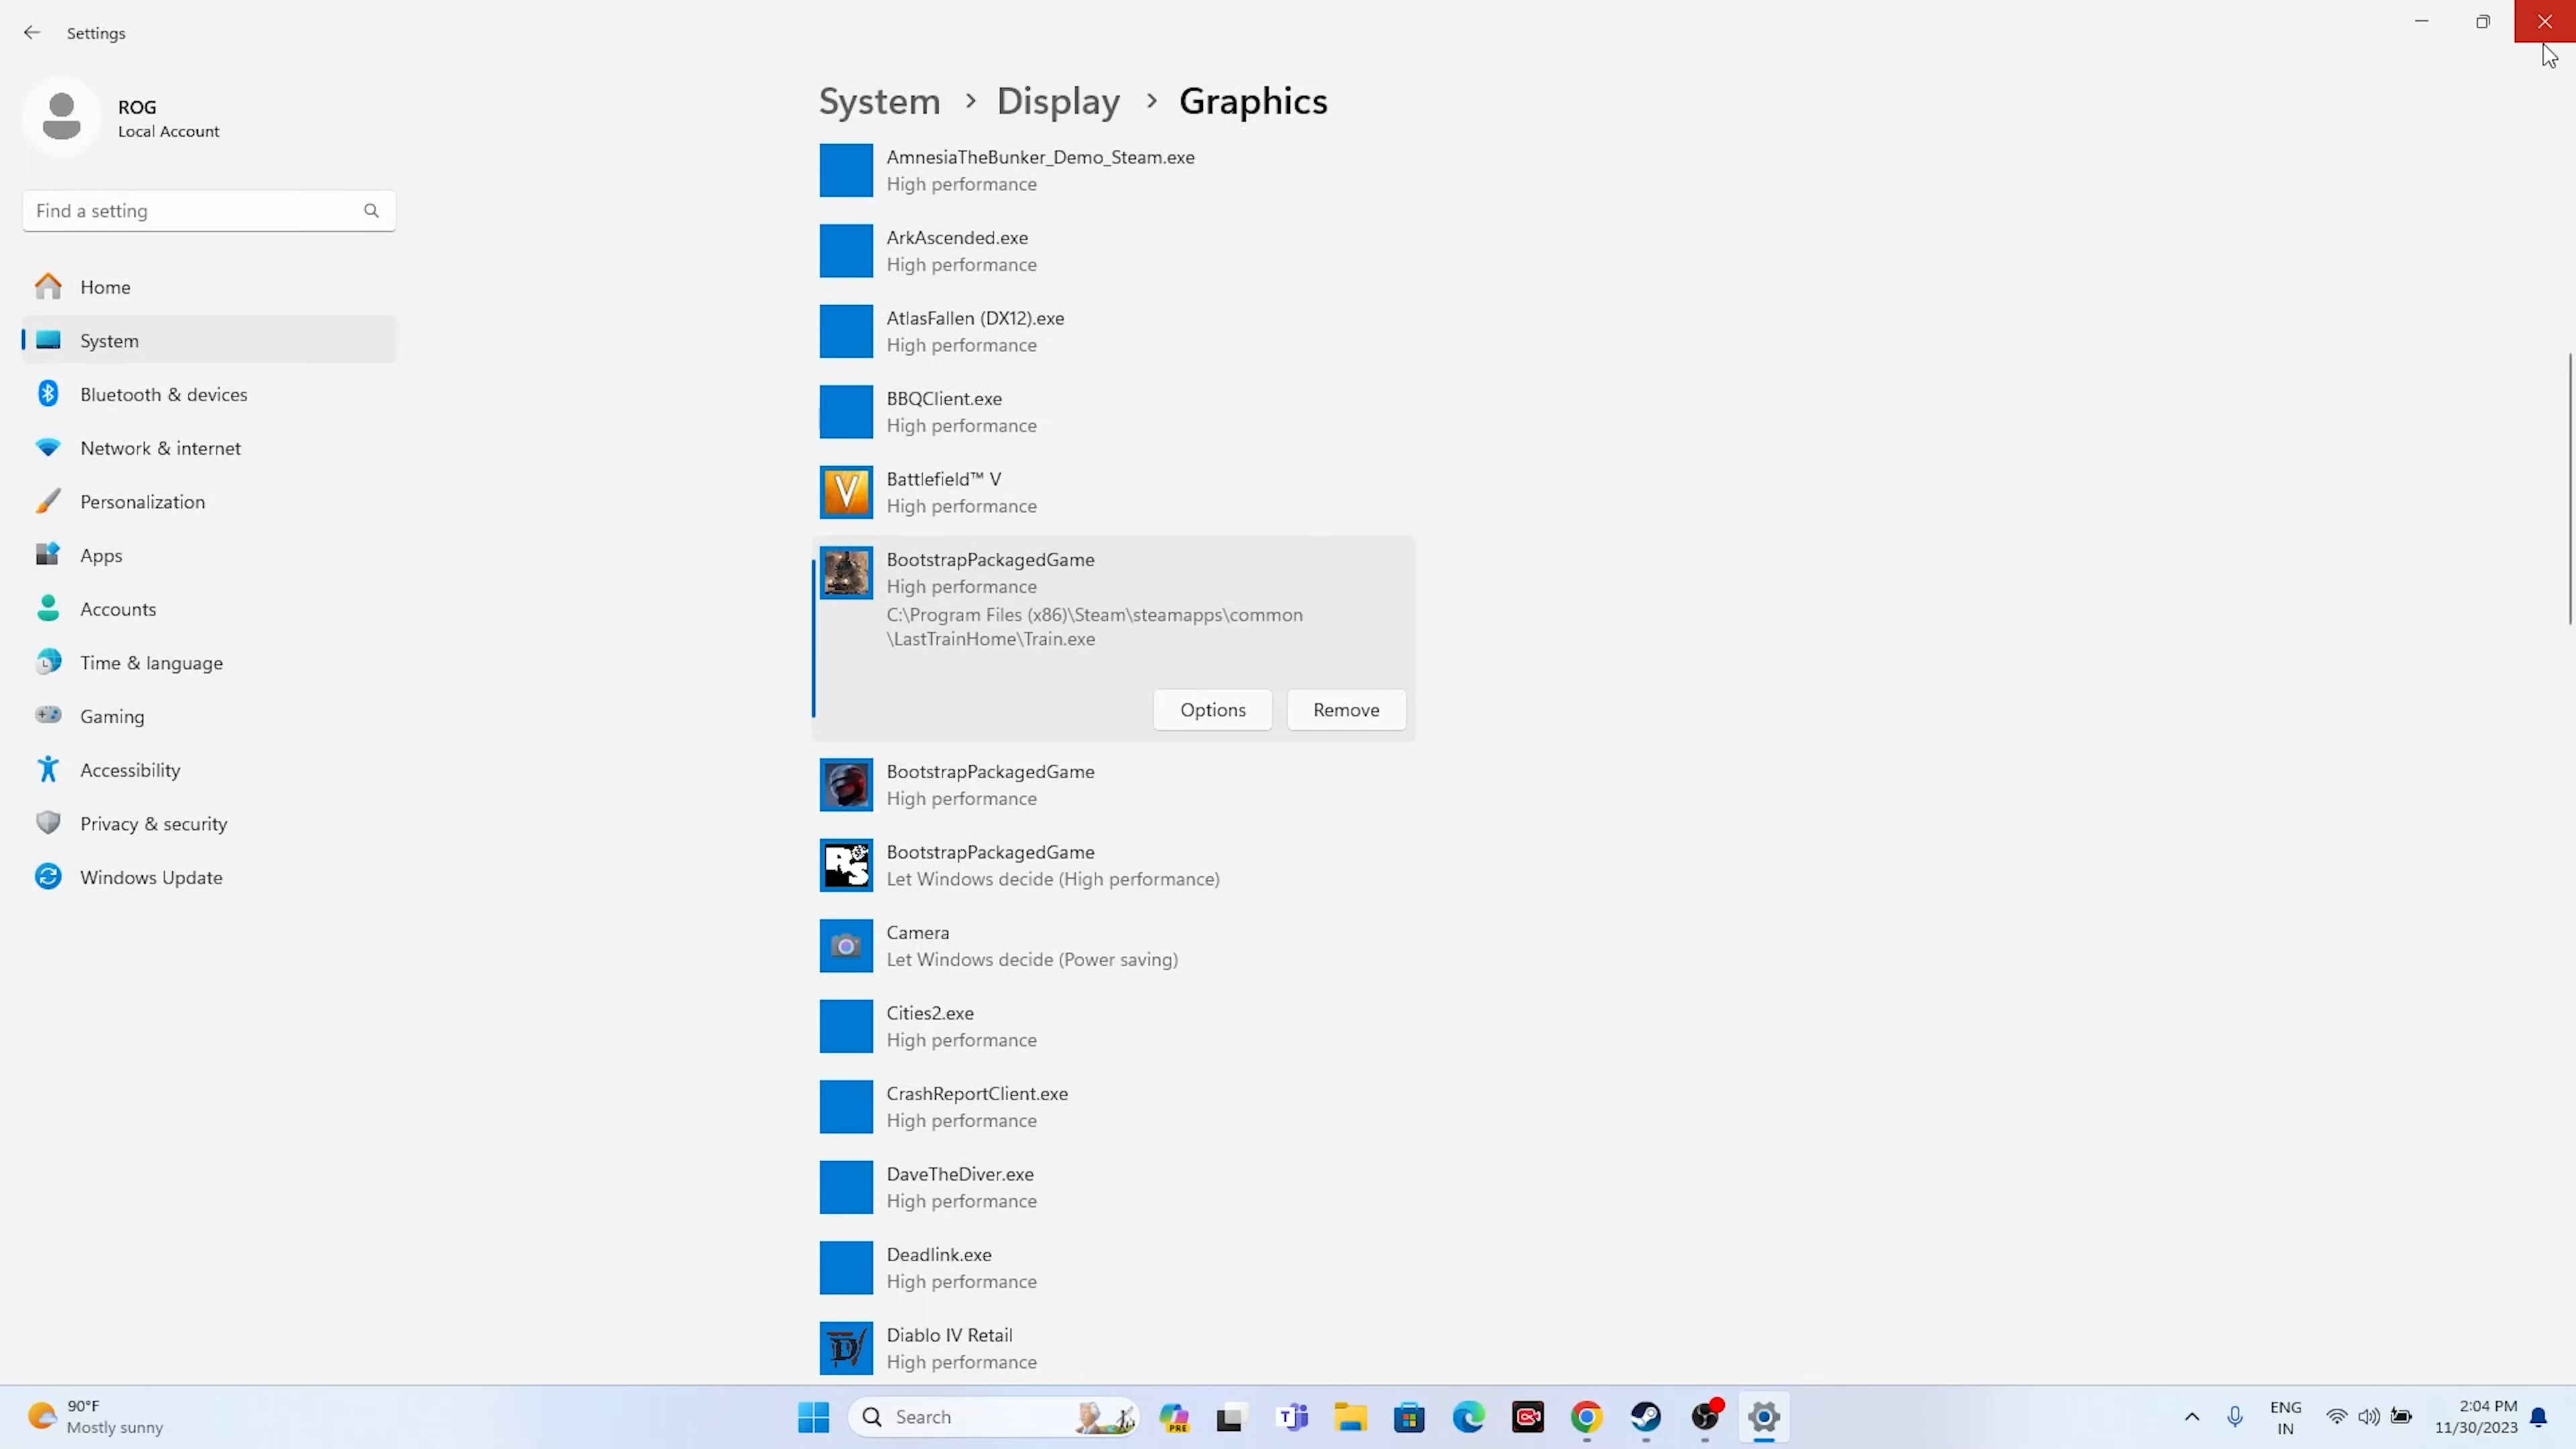 Settings
ROG
Local Account
Find a setting
Home
System
Bluetooth & devices
Network & internet
Personalization
Apps
Accounts
Time & language
Gaming
Accessibility
Privacy & security
Windows Update
System > Display > Graphics
AmnesiaTheBunker_Demo_Steam.exe
High performance
ArkAscended.exe
High performance
AtlasFallen (DX12).exe
High performance
BBQClient.exe
High performance
V
Battlefield™ V
High performance
BootstrapPackagedGame
High performance
C:\Program Files (x86)\Steam\steamapps\common
\LastTrainHome\Train.exe
Options
Remove
BootstrapPackagedGame
High performance
BootstrapPackagedGame
Let Windows decide (High performance)
Camera
Let Windows decide (Power saving)
Cities2.exe
High performance
CrashReportClient.exe
High performance
DaveTheDiver.exe
High performance
Deadlink.exe
High performance
Diablo IV Retail
High performance
90°F
Mostly sunny
Search
PRE
ENG
IN
2:04 PM
11/30/2023